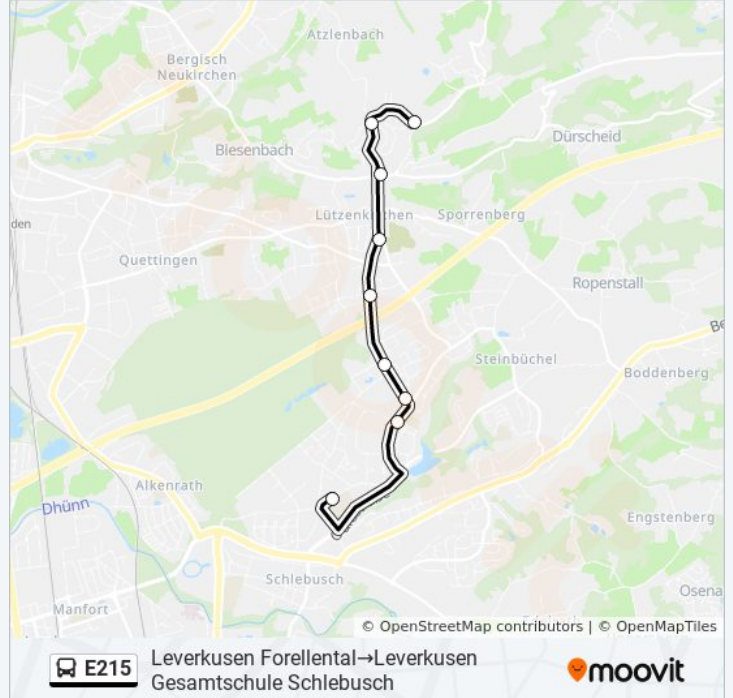 Atzlenbach
Bergisch
Neukirchen
Dürscheid
Biesenbach
Lützenkirchen
Sporrenberg
den
Quettingen
Ropenstall
Be
Steinbüchel
Boddenberg
Alkenrath
Dhünn
Engstenberg
Schlebusch
Osena
Manfort
© OpenStreetMap contributors | © OpenMapTiles
E215
Leverkusen Forellental→Leverkusen
Gesamtschule Schlebusch
moovit